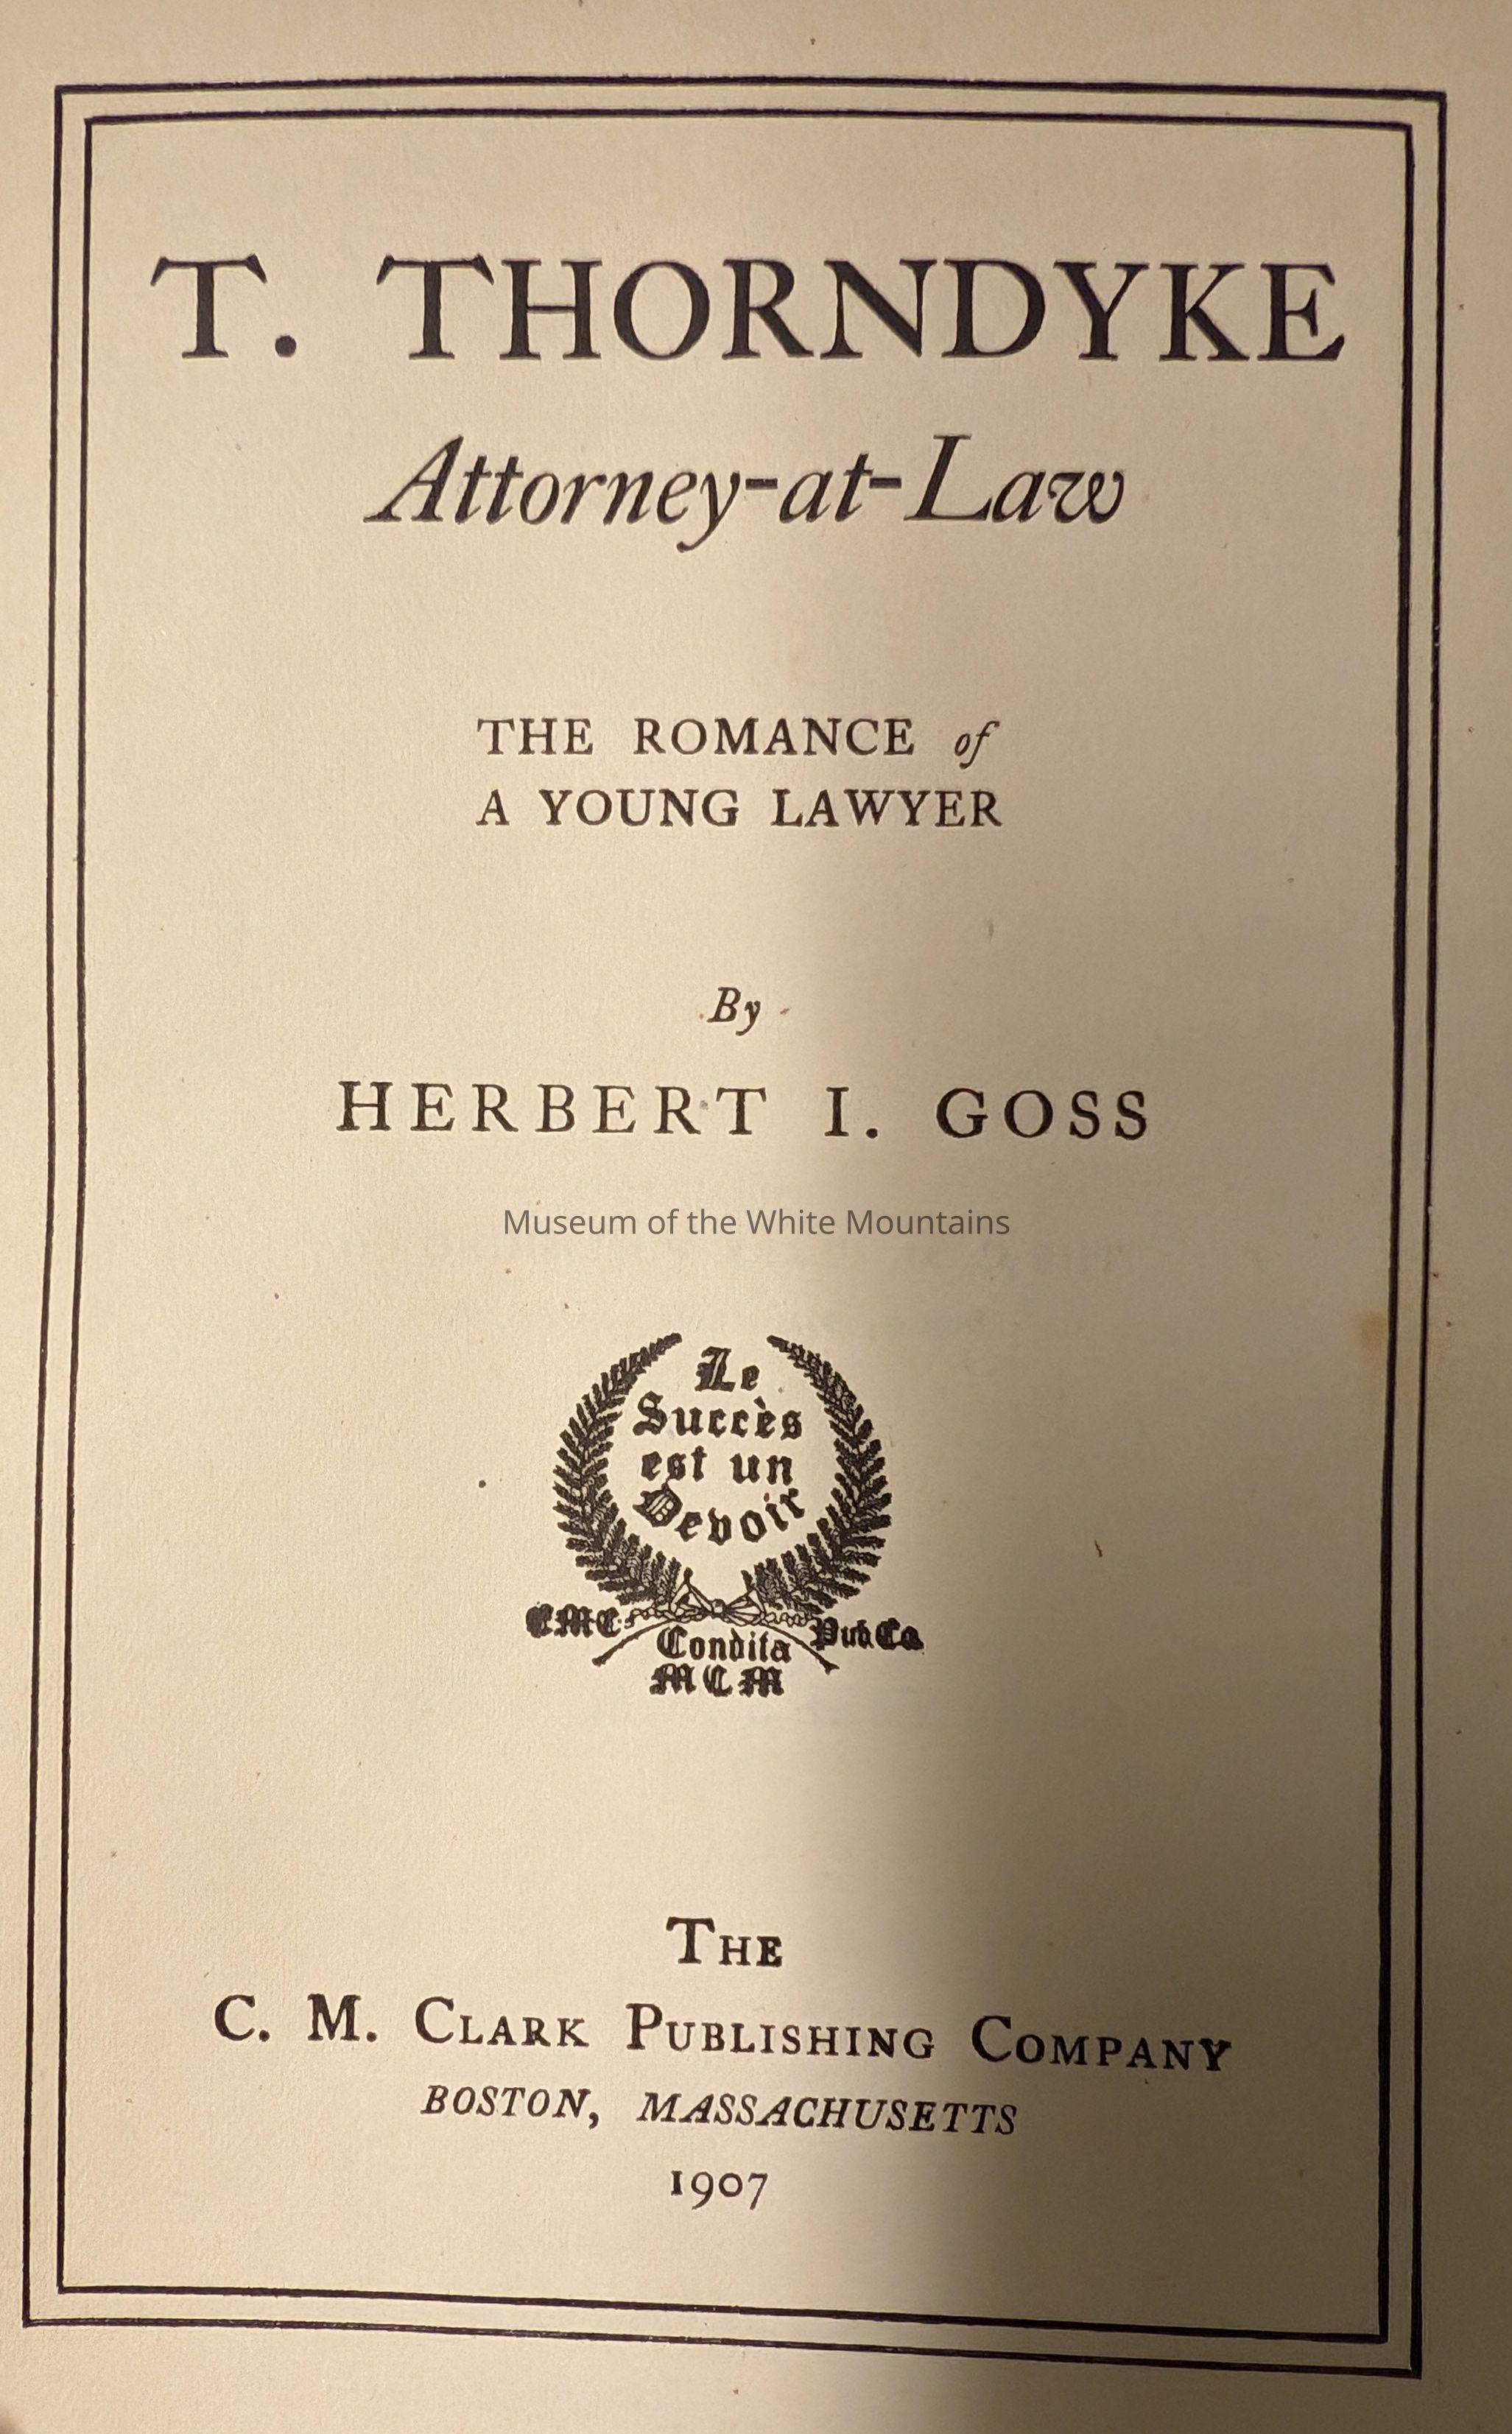 T. THORNDYKE
Attorney-at-Law
THE ROMANCE of
A YOUNG LAWYER
By
HERBERT I. GOSS
Museum of the White Mountains
Le
Succès
est un
Devoir
CMC Pub Co
Condita
MCM
THE
C. M. CLARK PUBLISHING COMPANY
BOSTON, MASSACHUSETTS
1907